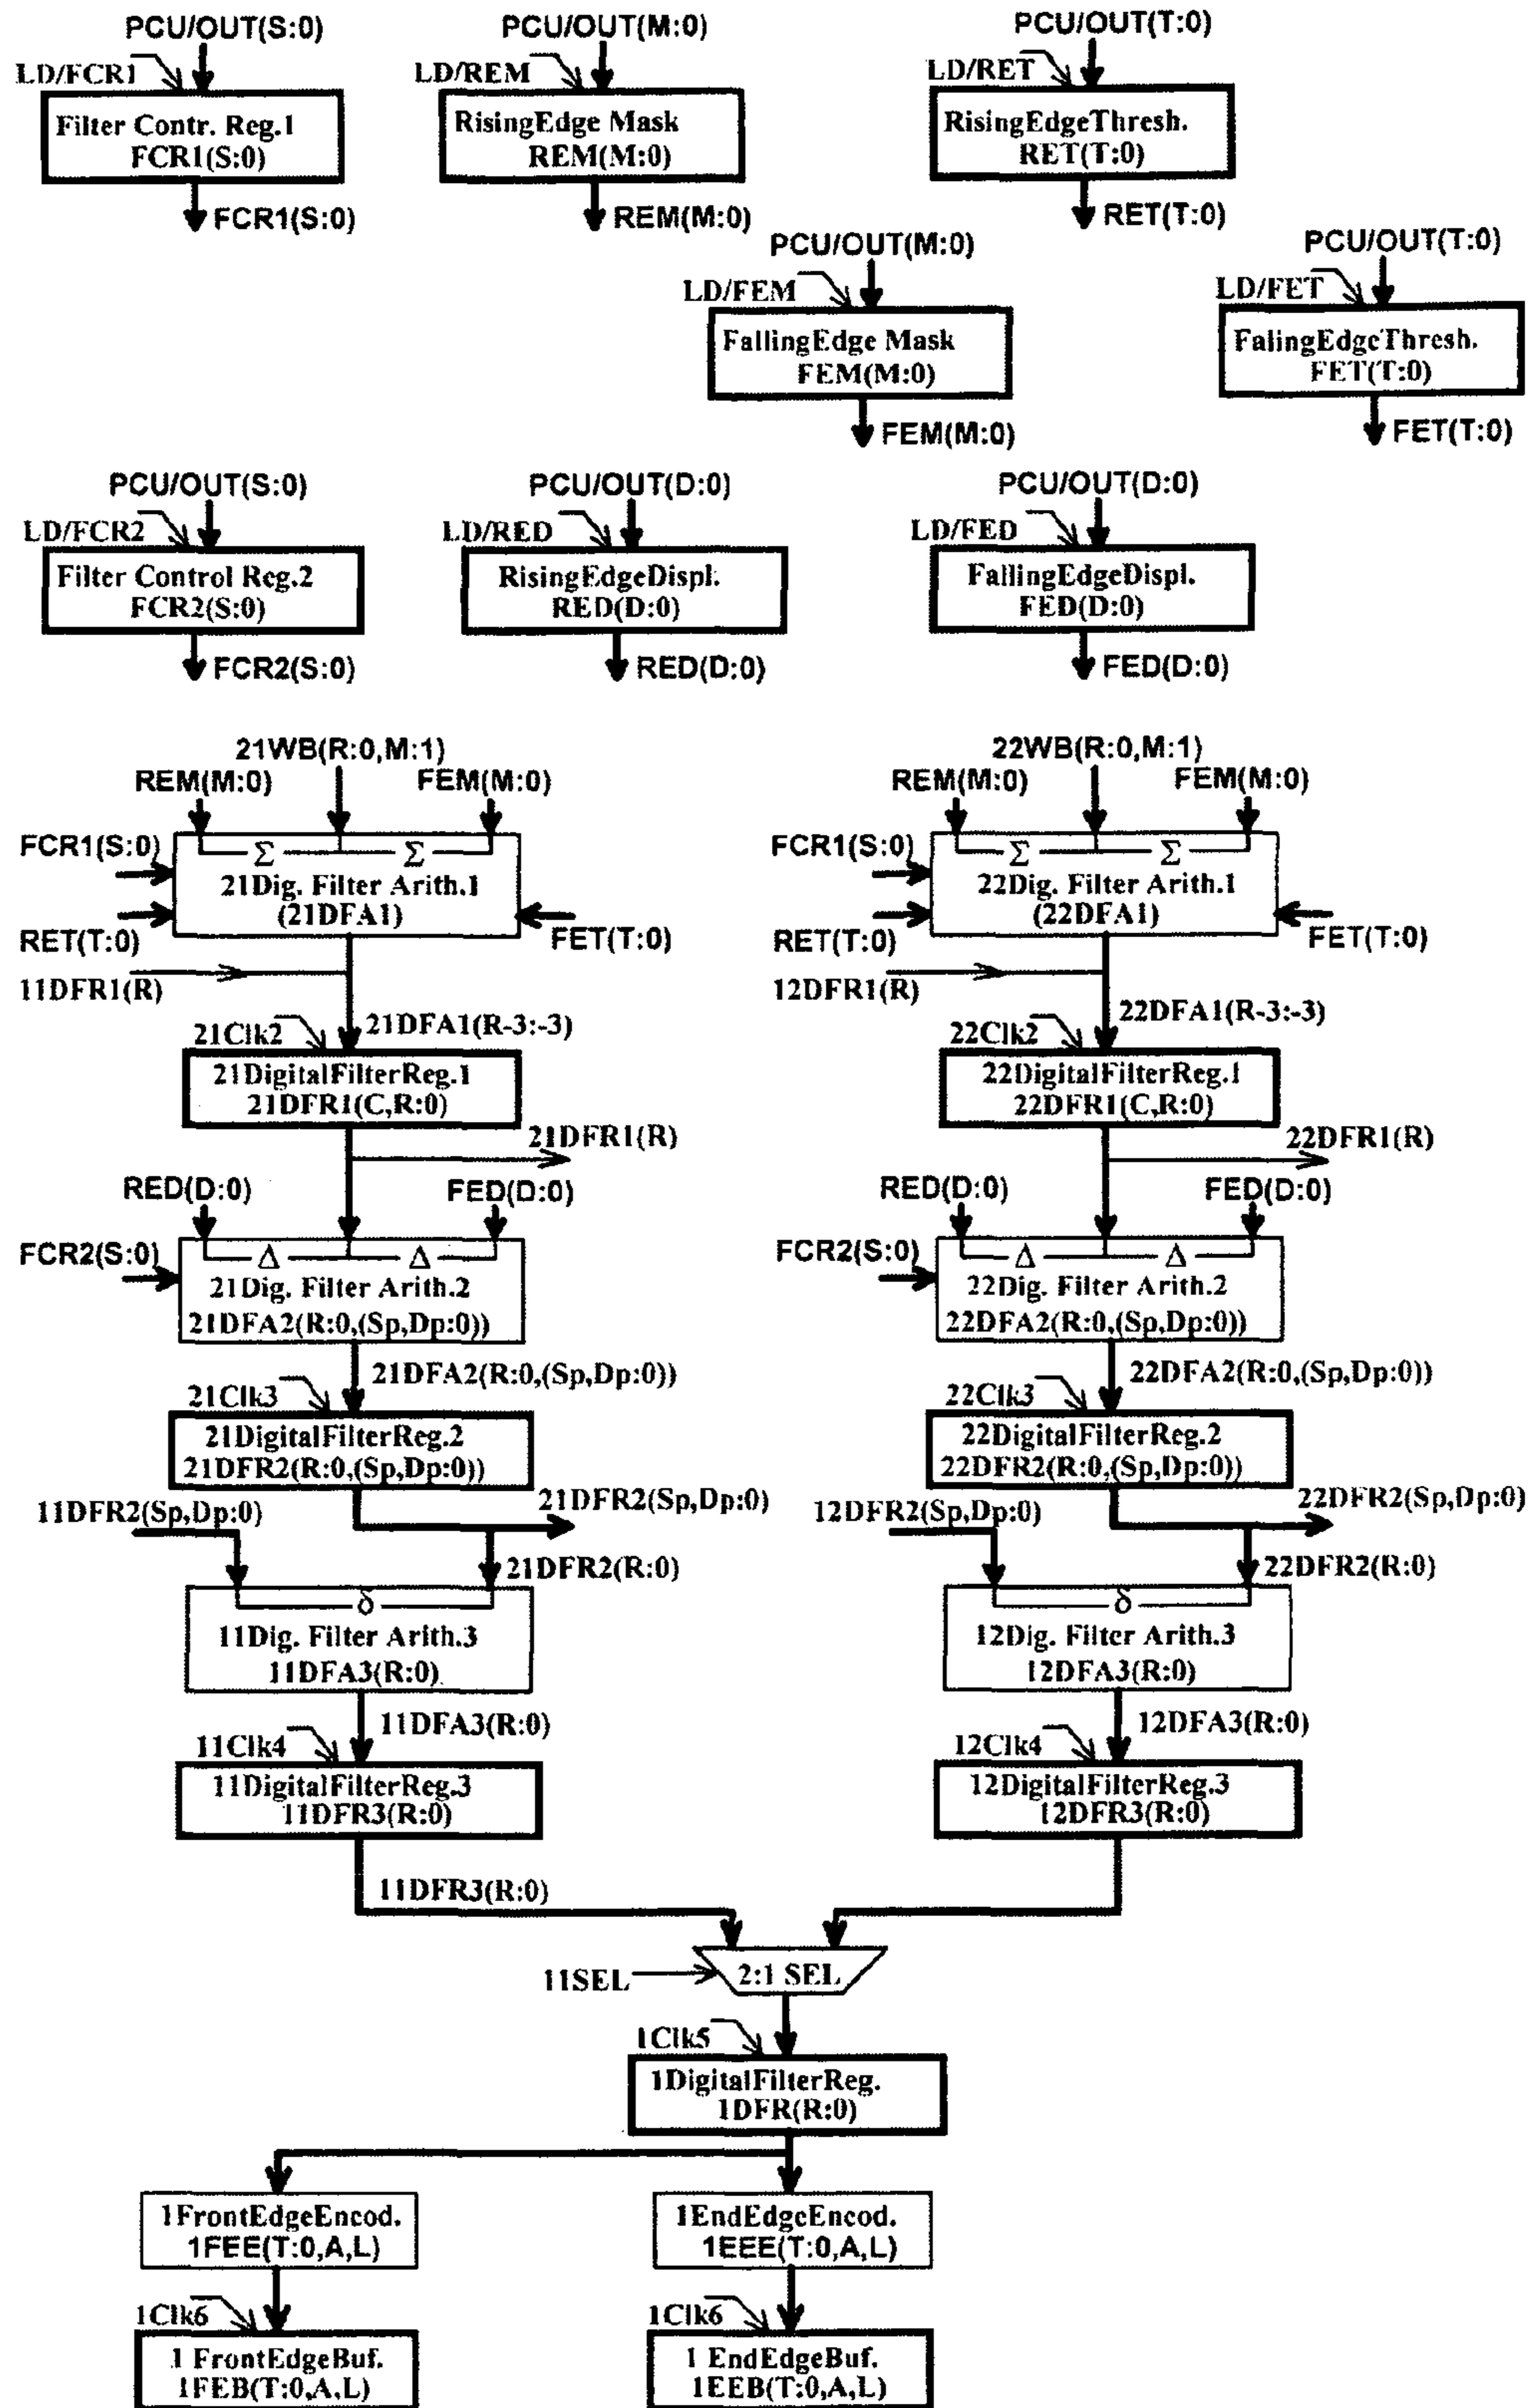 PCU/OUT(S:0)
LD/FCR1
Filter Contr. Reg.1
FCR1(S:0)
FCR1(S:0)
PCU/OUT(M:0)
LD/REM
RisingEdge Mask
REM(M:0)
REM(M:0)
PCU/OUT(T:0)
LD/RET
RisingEdgeThresh.
RET(T:0)
RET(T:0)
PCU/OUT(M:0)
LD/FEM
FallingEdge Mask
FEM(M:0)
FEM(M:0)
PCU/OUT(T:0)
LD/FET
FalingEdgeThresh.
FET(T:0)
FET(T:0)
PCU/OUT(S:0)
LD/FCR2
Filter Control Reg.2
FCR2(S:0)
FCR2(S:0)
PCU/OUT(D:0)
LD/RED
RisingEdgeDispl.
RED(D:0)
RED(D:0)
PCU/OUT(D:0)
LD/FED
FallingEdgeDispl.
FED(D:0)
FED(D:0)
21WB(R:0,M:1)
REM(M:0)
FEM(M:0)
FCR1(S:0)
Σ Σ
21Dig. Filter Arith.1
(21DFA1)
RET(T:0)
FET(T:0)
11DFR1(R)
21DFA1(R-3:-3)
21Clk2
21DigitalFilterReg.1
21DFR1(C,R:0)
21DFR1(R)
RED(D:0)
FED(D:0)
FCR2(S:0)
Δ Δ
21Dig. Filter Arith.2
21DFA2(R:0,(Sp,Dp:0))
21DFA2(R:0,(Sp,Dp:0))
21Clk3
21DigitalFilterReg.2
21DFR2(R:0,(Sp,Dp:0))
11DFR2(Sp,Dp:0)
21DFR2(Sp,Dp:0)
21DFR2(R:0)
δ
11Dig. Filter Arith.3
11DFA3(R:0)
11DFA3(R:0)
11Clk4
11DigitalFilterReg.3
11DFR3(R:0)
11DFR3(R:0)
22WB(R:0,M:1)
REM(M:0)
FEM(M:0)
FCR1(S:0)
Σ Σ
22Dig. Filter Arith.1
(22DFA1)
RET(T:0)
FET(T:0)
12DFR1(R)
22DFA1(R-3:-3)
22Clk2
22DigitalFilterReg.1
22DFR1(C,R:0)
22DFR1(R)
RED(D:0)
FED(D:0)
FCR2(S:0)
Δ Δ
22Dig. Filter Arith.2
22DFA2(R:0,(Sp,Dp:0))
22DFA2(R:0,(Sp,Dp:0))
22Clk3
22DigitalFilterReg.2
22DFR2(R:0,(Sp,Dp:0))
12DFR2(Sp,Dp:0)
22DFR2(Sp,Dp:0)
22DFR2(R:0)
δ
12Dig. Filter Arith.3
12DFA3(R:0)
12DFA3(R:0)
12Clk4
12DigitalFilterReg.3
12DFR3(R:0)
11SEL
2:1 SEL
1Clk5
1DigitalFilterReg.
1DFR(R:0)
1FrontEdgeEncod.
1FEE(T:0,A,L)
1EndEdgeEncod.
1EEE(T:0,A,L)
1Clk6
1 FrontEdgeBuf.
1FEB(T:0,A,L)
1Clk6
1 EndEdgeBuf.
1EEB(T:0,A,L)